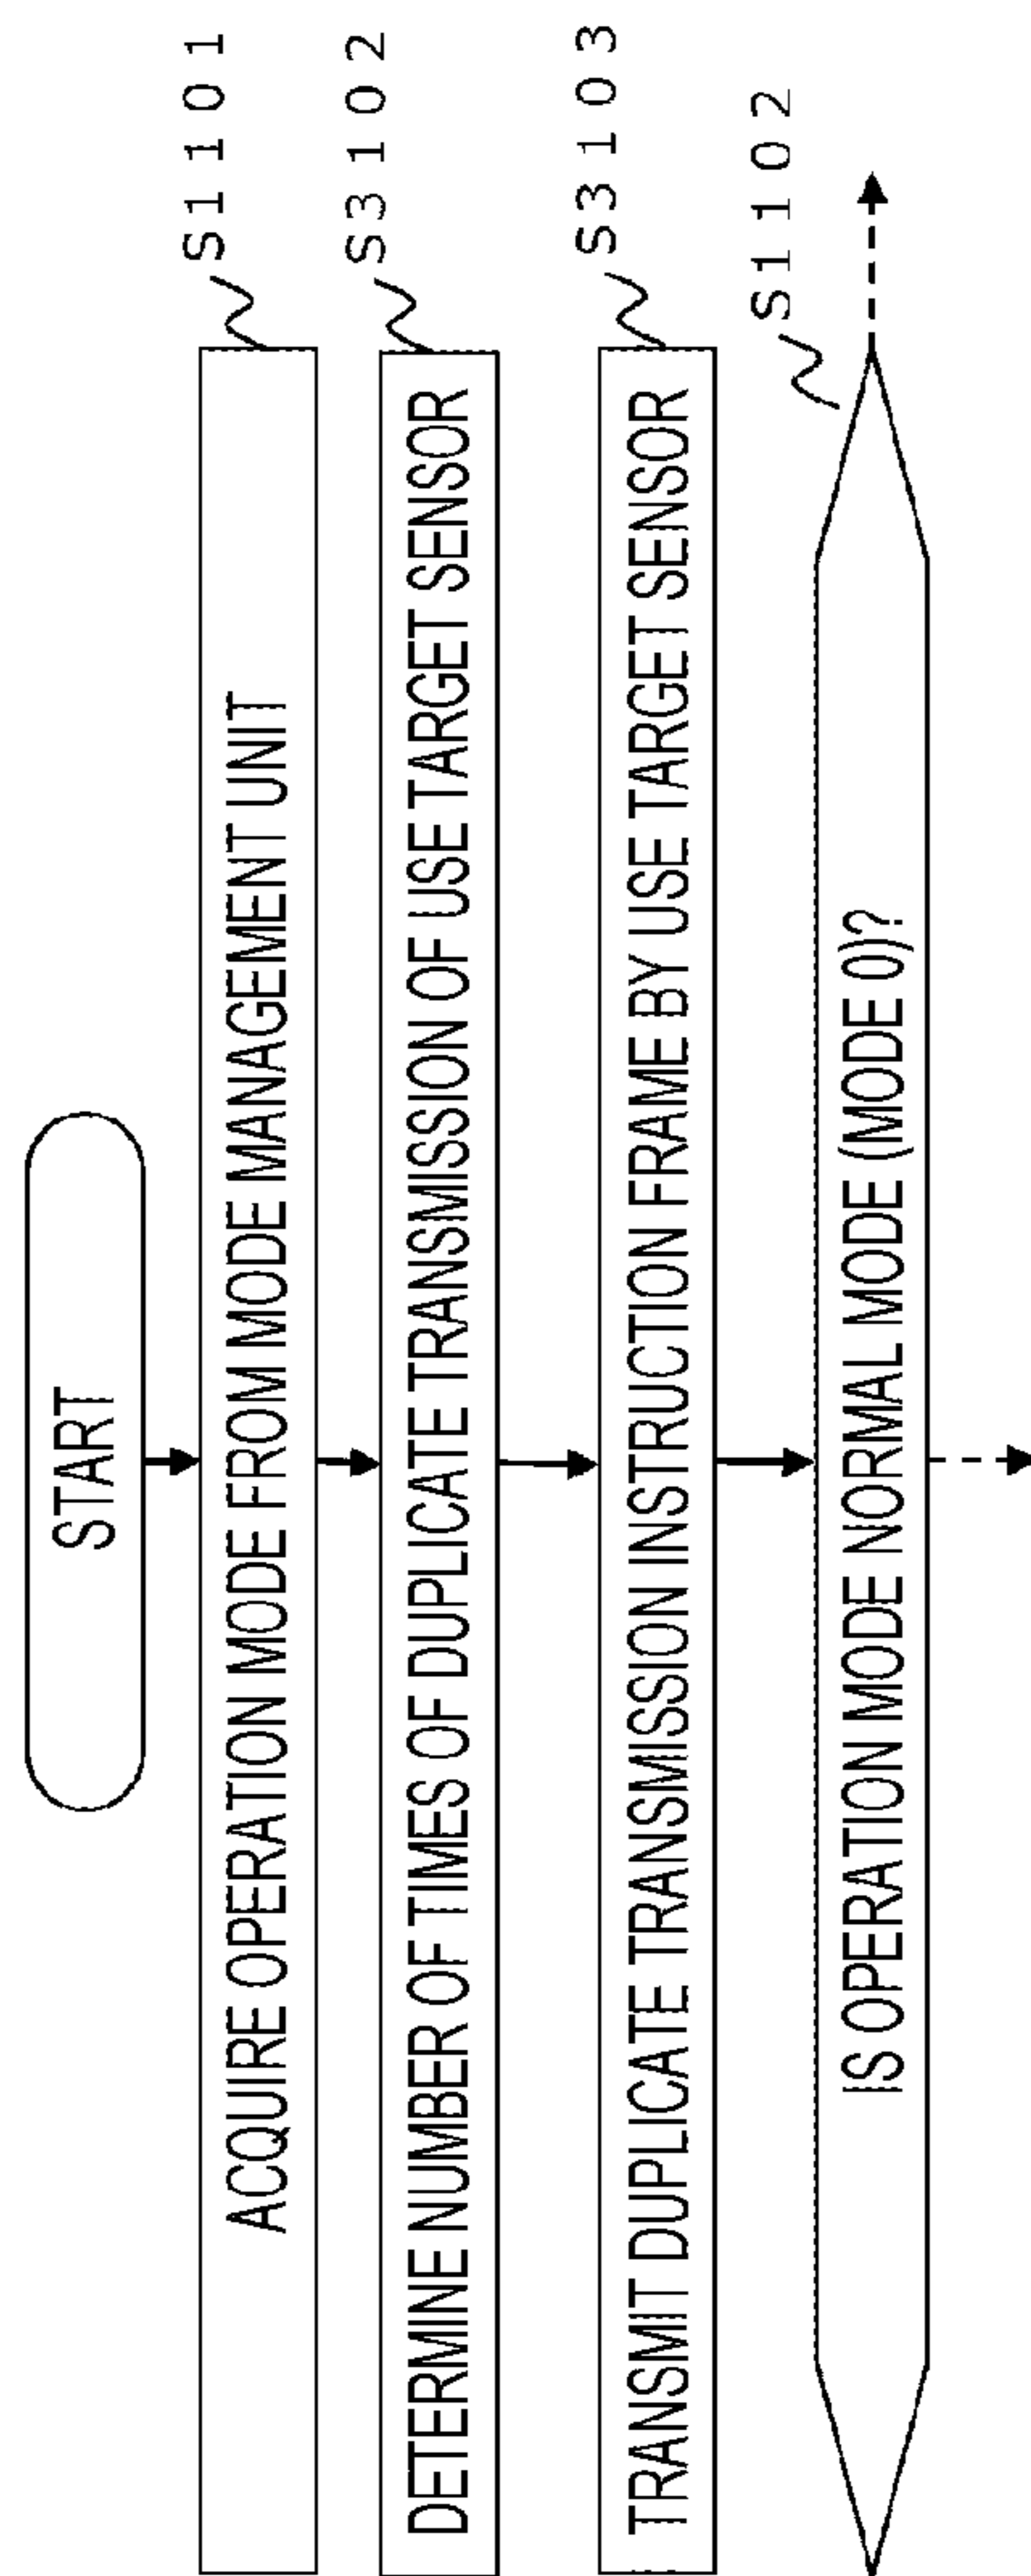 START
ACQUIRE OPERATION MODE FROM MODE MANAGEMENT UNIT
S1101
DETERMINE NUMBER OF TIMES OF DUPLICATE TRANSMISSION OF USE TARGET SENSOR
S3102
TRANSMIT DUPLICATE TRANSMISSION INSTRUCTION FRAME BY USE TARGET SENSOR
S3103
IS OPERATION MODE NORMAL MODE (MODE 0)?
S1102